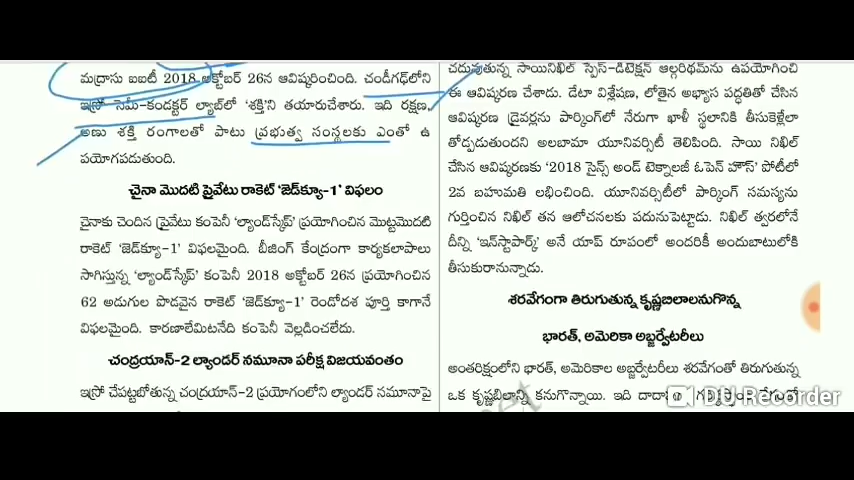 మద్రాసు ఐఐటీ 2018 అక్టోబర్ 26న ఆవిష్కరించింది. చండీగఢ్‌లోని
ఇస్రో సెమీ-కండక్టర్ ల్యాబ్‌లో ‘శక్తి’ని తయారుచేశారు. ఇది రక్షణ,
అణు శక్తి రంగాలతో పాటు ప్రభుత్వ సంస్థలకు ఎంతో ఉ
పయోగపడుతుంది.
చైనా మొదటి ప్రైవేటు రాకెట్ ‘జెడ్‌క్యూ-1’ విఫలం
చైనాకు చెందిన ప్రైవేటు కంపెనీ ‘ల్యాండ్‌స్కేప్’ ప్రయోగించిన మొట్టమొదటి
రాకెట్ ‘జెడ్‌క్యూ-1’ విఫలమైంది. బీజింగ్ కేంద్రంగా కార్యకలాపాలు
సాగిస్తున్న ‘ల్యాండ్‌స్కేప్’ కంపెనీ 2018 అక్టోబర్ 26న ప్రయోగించిన
62 అడుగుల పొడవైన రాకెట్ ‘జెడ్‌క్యూ-1’ రెండోదశ పూర్తి కాగానే
విఫలమైంది. కారణాలేమిటనేది కంపెనీ వెల్లడించలేదు.
చంద్రయాన్-2 ల్యాండర్ నమూనా పరీక్ష విజయవంతం
ఇస్రో చేపట్టబోతున్న చంద్రయాన్-2 ప్రయోగంలోని ల్యాండర్ నమూనాపై
చదువుతున్న సాయినిఖిల్ స్పేస్-డిటెక్షన్ ఆల్గరిథమ్‌ను ఉపయోగించి
ఈ ఆవిష్కరణ చేశాడు. డేటా విశ్లేషణ, లోతైన అభ్యాస పద్ధతితో చేసిన
ఆవిష్కరణ డ్రైవర్లను పార్కింగ్‌లో నేరుగా ఖాళీ స్థలానికి తీసుకెళ్లేలా
తోడ్పడుతుందని అలబామా యూనివర్సిటీ తెలిపింది. సాయి నిఖిల్
చేసిన ఆవిష్కరణకు ‘2018 సైన్స్ అండ్ టెక్నాలజీ ఓపెన్ హౌస్’ పోటీలో
2వ బహుమతి లభించింది. యూనివర్సిటీలో పార్కింగ్ సమస్యను
గుర్తించిన నిఖిల్ తన ఆలోచనలకు పదునుపెట్టాడు. నిఖిల్ త్వరలోనే
దీన్ని ‘ఇన్‌స్టాపార్క్’ అనే యాప్ రూపంలో అందరికీ అందుబాటులోకి
తీసుకురానున్నాడు.
శరవేగంగా తిరుగుతున్న కృష్ణబిలాలనుగొన్న
భారత్, అమెరికా అబ్జర్వేటరీలు
అంతరిక్షంలోని భారత్, అమెరికాల అబ్జర్వేటరీలు శరవేగంతో తిరుగుతున్న
ఒక కృష్ణబిలాన్ని కనుగొన్నాయి. ఇది
DU Recorder